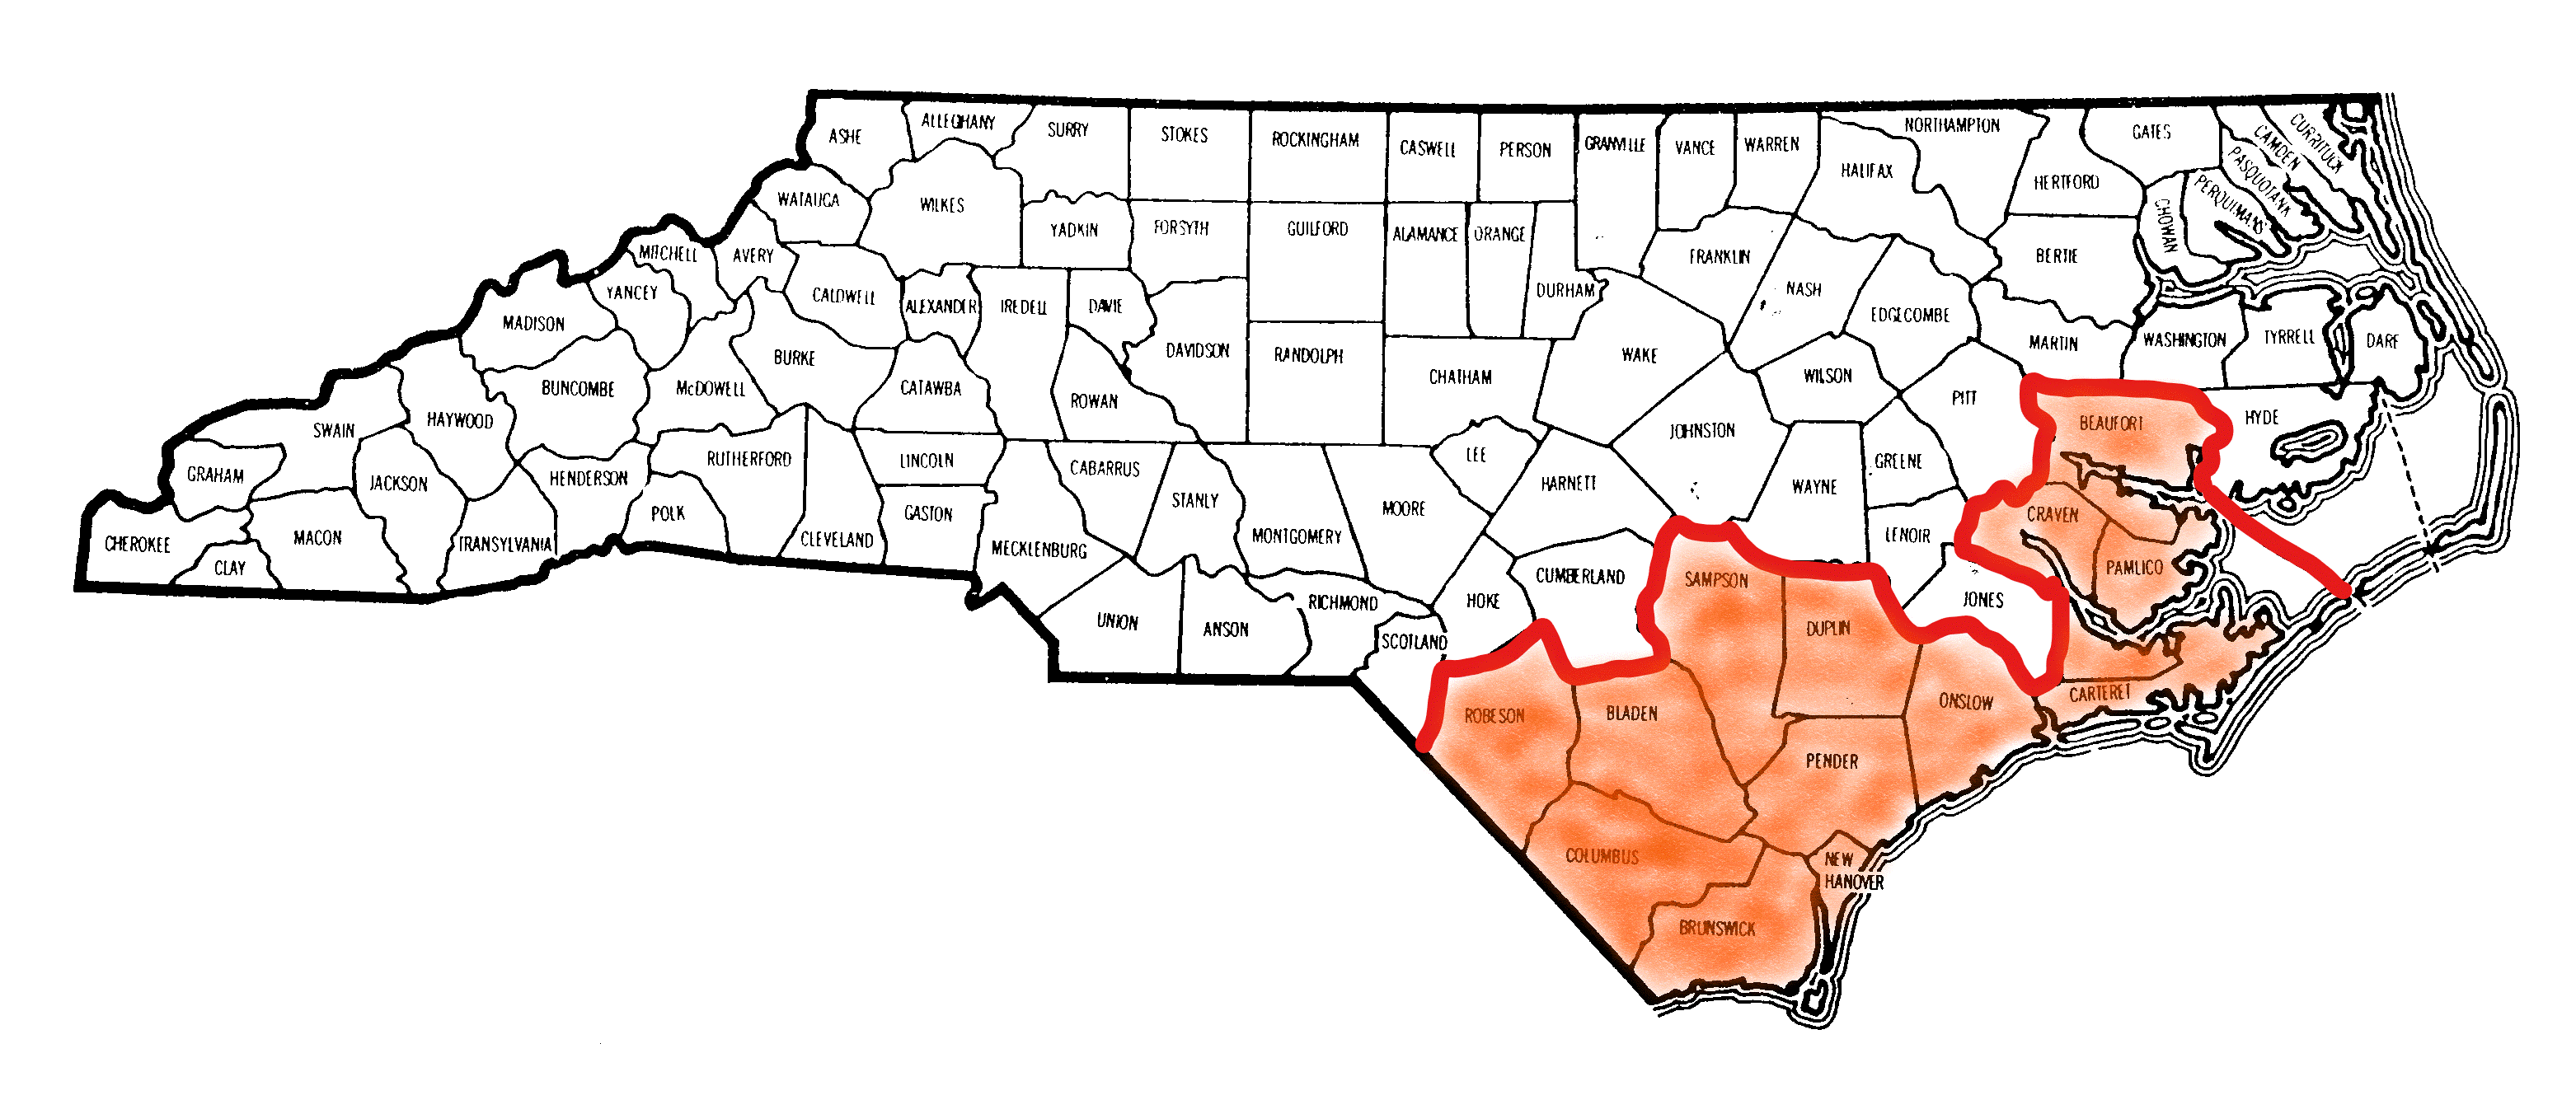 ASHE
ALLEGHANY
SURRY
STOKES
ROCKINGHAM
CASWELL
PERSON
GRANVILLE
VANCE
WARREN
NORTHAMPTON
HALIFAX
HERTFORD
GATES
CURRITUCK
CAMDEN
PASQUOTANK
PERQUIMANS
CHOWAN
WATAUGA
WILKES
YADKIN
FORSYTH
GUILFORD
ALAMANCE
ORANGE
DURHAM
FRANKLIN
NASH
EDGECOMBE
BERTIE
MITCHELL
AVERY
YANCEY
CALDWELL
ALEXANDER
IREDELL
DAVIE
MADISON
BURKE
DAVIDSON
RANDOLPH
CHATHAM
WAKE
WILSON
MARTIN
WASHINGTON
TYRRELL
DARE
BUNCOMBE
McDOWELL
CATAWBA
ROWAN
JOHNSTON
PITT
BEAUFORT
HYDE
SWAIN
HAYWOOD
GRAHAM
JACKSON
HENDERSON
RUTHERFORD
LINCOLN
CABARRUS
STANLY
LEE
HARNETT
WAYNE
GREENE
CHEROKEE
CLAY
MACON
TRANSYLVANIA
POLK
CLEVELAND
GASTON
MECKLENBURG
MONTGOMERY
MOORE
LENOIR
CRAVEN
PAMLICO
UNION
ANSON
RICHMOND
SCOTLAND
HOKE
CUMBERLAND
SAMPSON
DUPLIN
JONES
CARTERET
ROBESON
BLADEN
ONSLOW
PENDER
COLUMBUS
NEW
HANOVER
BRUNSWICK